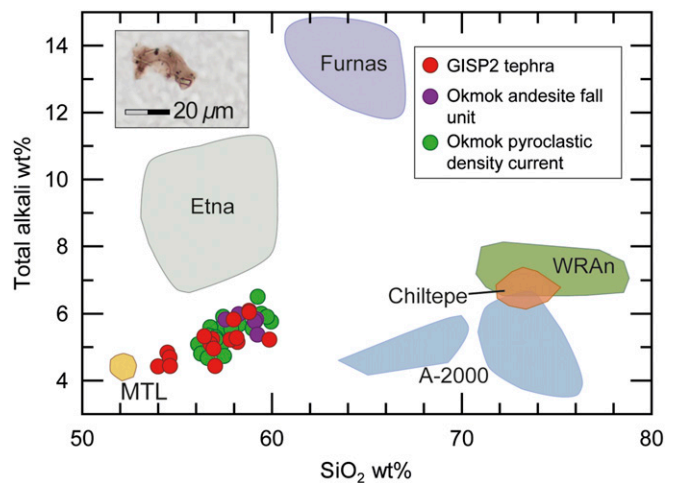 14
12
10
8
6
4
Total alkali wt%
50
60
70
80
SiO2 wt%
20 µm
Furnas
GISP2 tephra
Okmok andesite fall
unit
Okmok pyroclastic
density current
Etna
WRAn
Chiltepe
A-2000
MTL